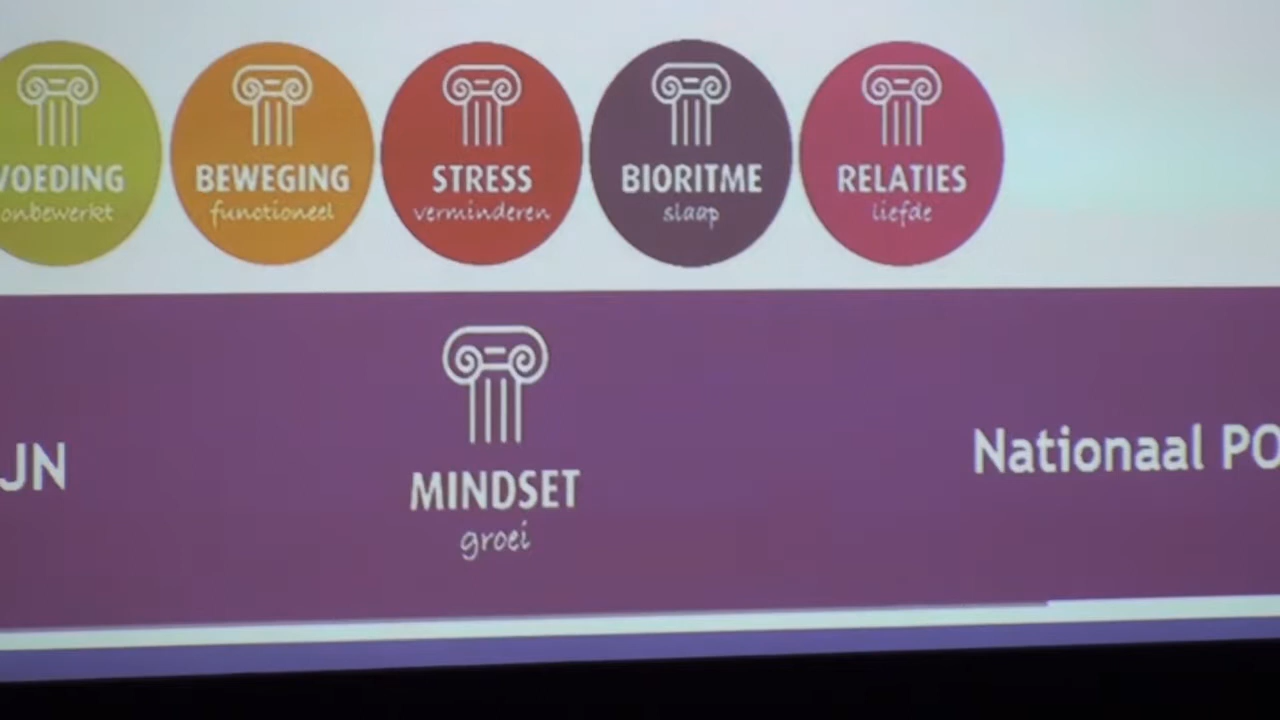 VOEDING
onbewerkt
BEWEGING
functioneel
STRESS
verminderen
BIORITME
slaap
RELATIES
liefde
JN
MINDSET
groei
Nationaal PO